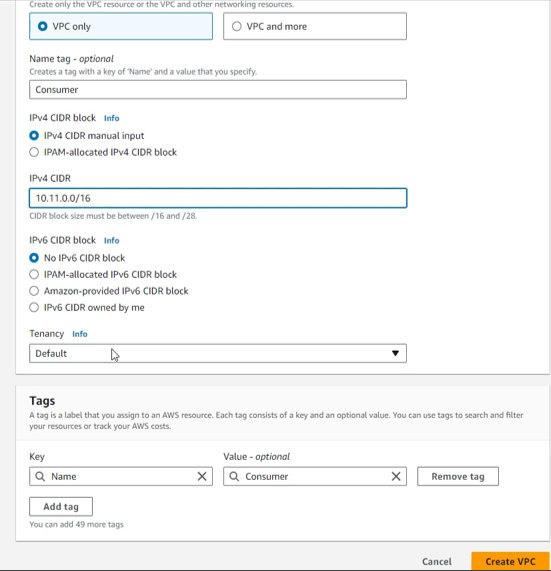 Create only the VPC resource or the VPC and other networking resources.
VPC only
VPC and more
Name tag - optional
Creates a tag with a key of 'Name' and a value that you specify.
Consumer
IPv4 CIDR block Info
IPv4 CIDR manual input
IPAM-allocated IPv4 CIDR block
IPv4 CIDR
10.11.0.0/16
CIDR block size must be between /16 and /28.
IPv6 CIDR block Info
No IPv6 CIDR block
IPAM-allocated IPv6 CIDR block
Amazon-provided IPv6 CIDR block
IPv6 CIDR owned by me
Tenancy Info
Default
Tags
A tag is a label that you assign to an AWS resource. Each tag consists of a key and an optional value. You can use tags to search and filter
your resources or track your AWS costs.
Key
Value - optional
Name
Consumer
Remove tag
Add tag
You can add 49 more tags
Cancel
Create VPC